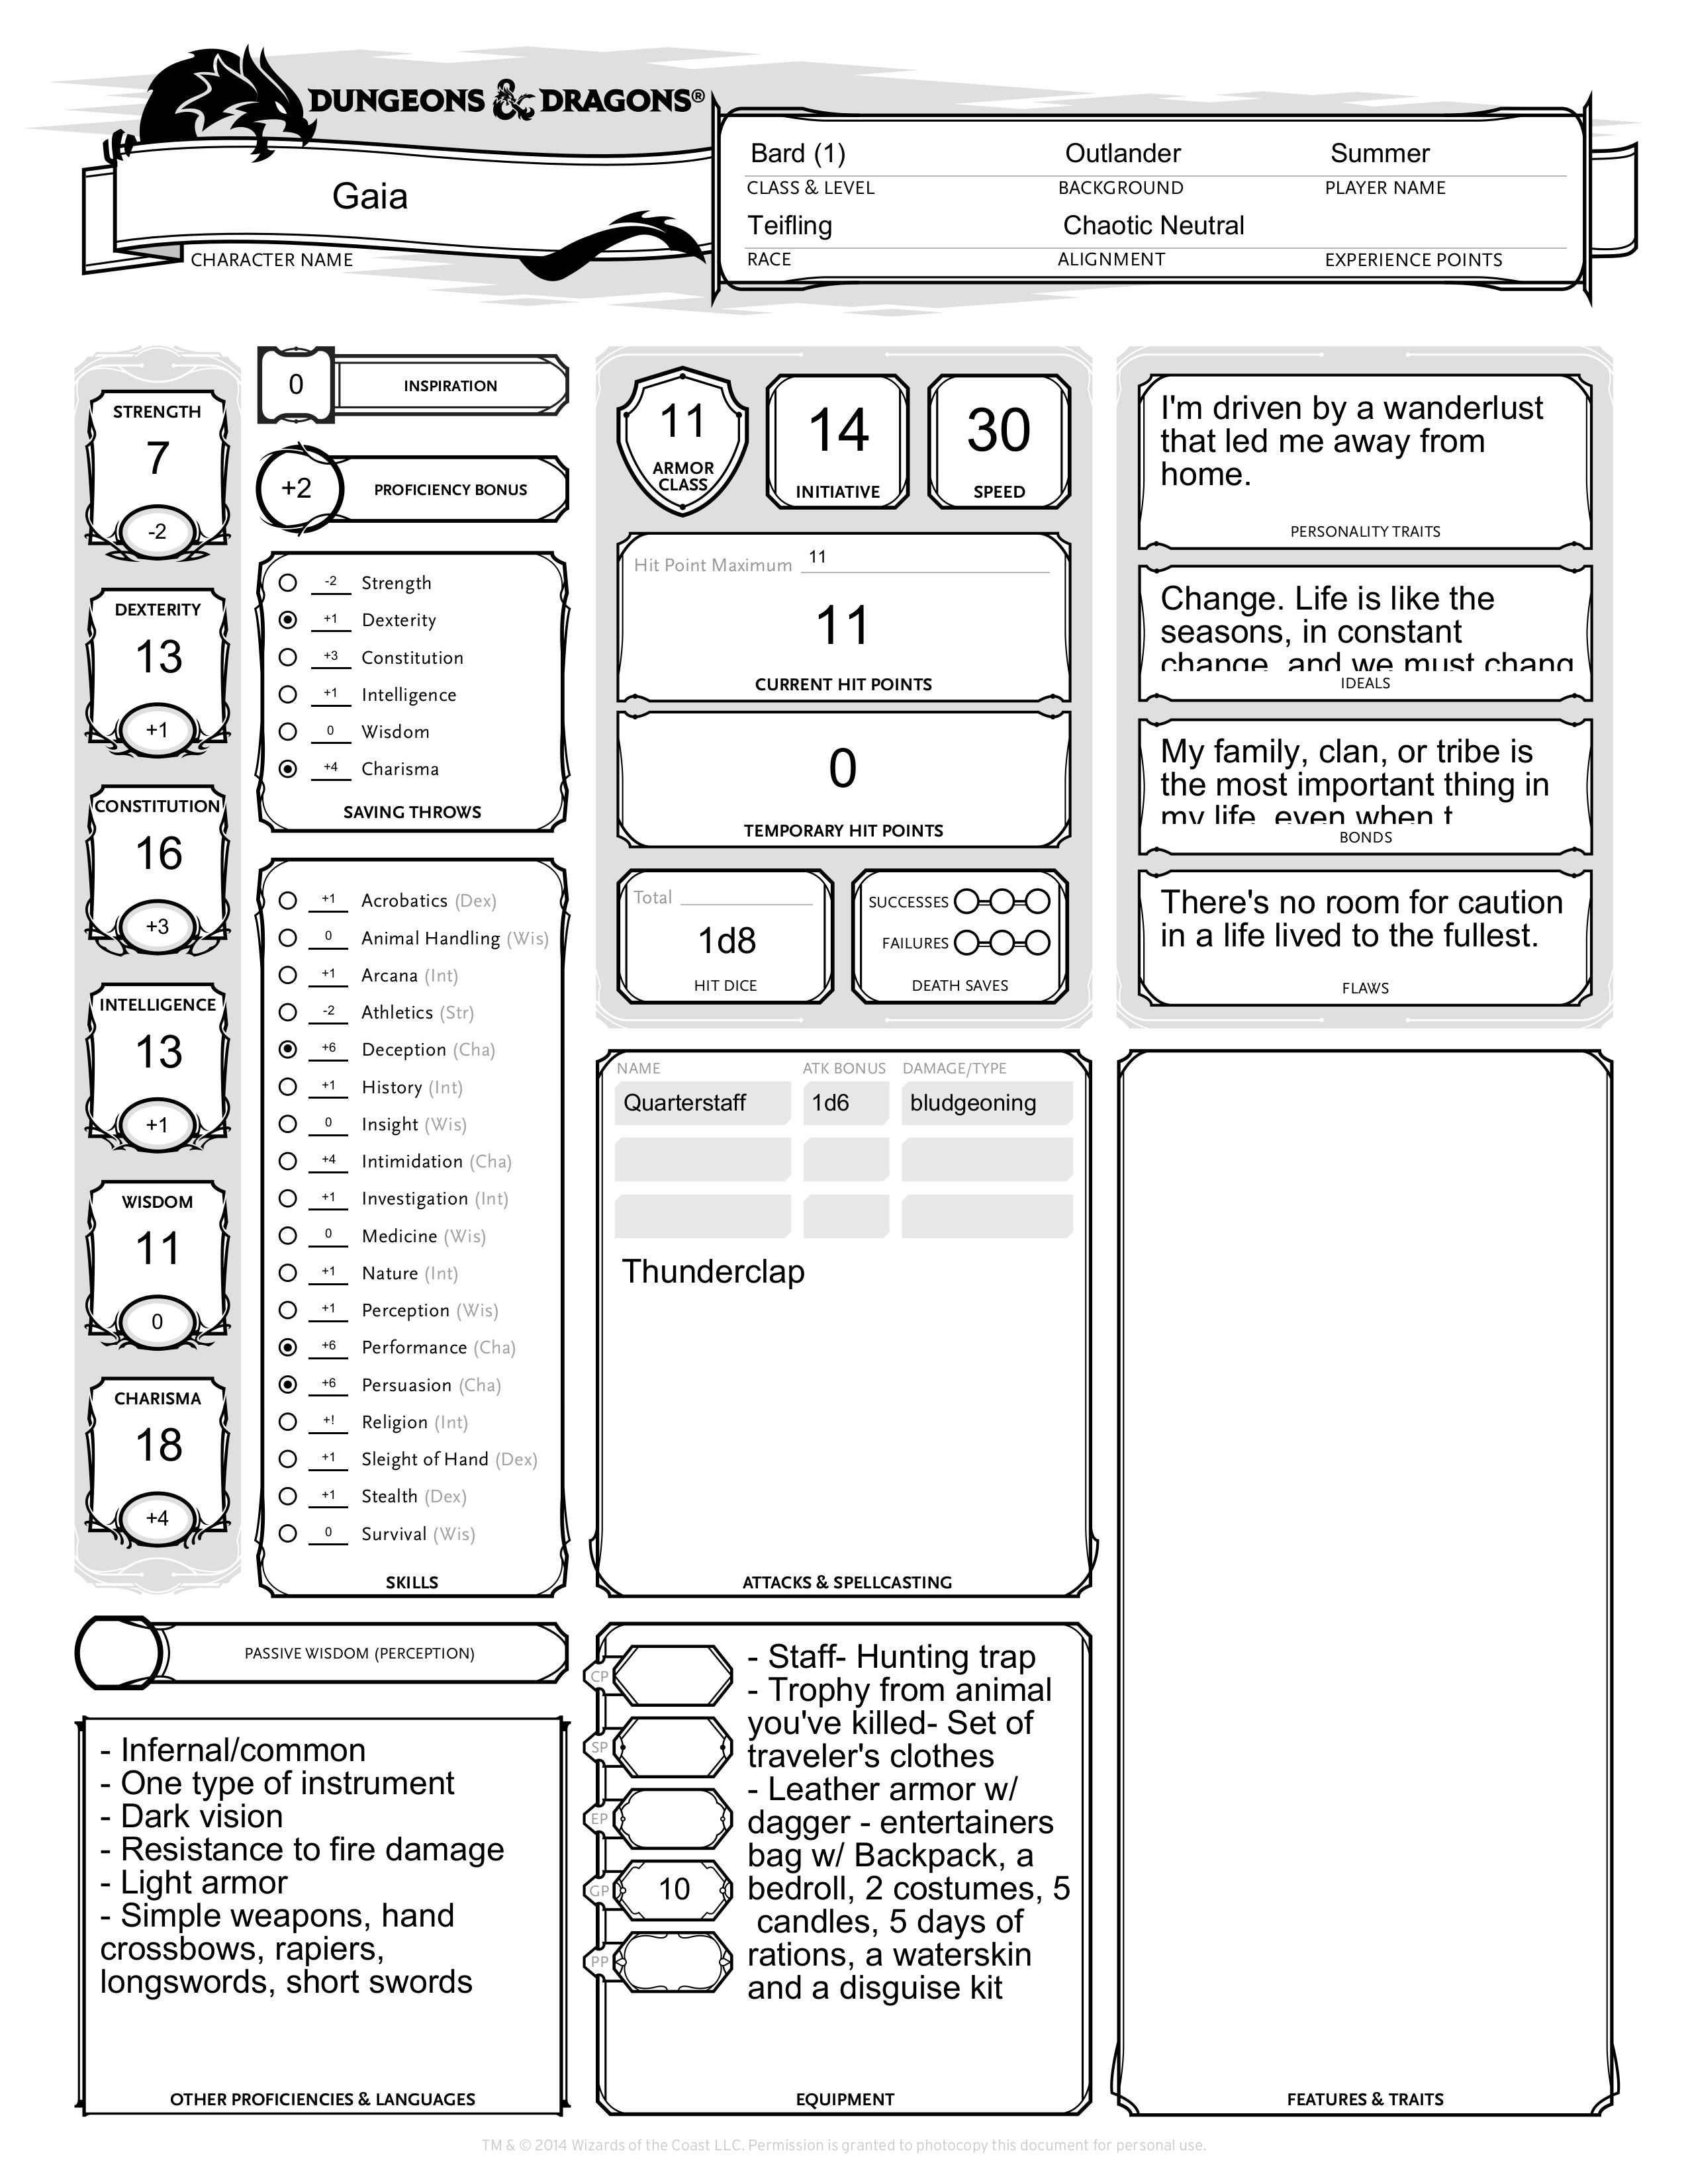 DUNGEONS & DRAGONS®
Gaia
CHARACTER NAME
Bard (1) Outlander Summer
CLASS & LEVEL BACKGROUND PLAYER NAME
Teifling Chaotic Neutral
RACE ALIGNMENT EXPERIENCE POINTS
STRENGTH
7
-2
DEXTERITY
13
+1
CONSTITUTION
16
+3
INTELLIGENCE
13
+1
WISDOM
11
0
CHARISMA
18
+4
0 INSPIRATION
+2 PROFICIENCY BONUS
-2 Strength
+1 Dexterity
+3 Constitution
+1 Intelligence
0 Wisdom
+4 Charisma
SAVING THROWS
+1 Acrobatics (Dex)
0 Animal Handling (Wis)
+1 Arcana (Int)
-2 Athletics (Str)
+6 Deception (Cha)
+1 History (Int)
0 Insight (Wis)
+4 Intimidation (Cha)
+1 Investigation (Int)
0 Medicine (Wis)
+1 Nature (Int)
+1 Perception (Wis)
+6 Performance (Cha)
+6 Persuasion (Cha)
+! Religion (Int)
+1 Sleight of Hand (Dex)
+1 Stealth (Dex)
0 Survival (Wis)
SKILLS
PASSIVE WISDOM (PERCEPTION)
- Infernal/common
- One type of instrument
- Dark vision
- Resistance to fire damage
- Light armor
- Simple weapons, hand
crossbows, rapiers,
longswords, short swords
OTHER PROFICIENCIES & LANGUAGES
11
ARMOR
CLASS
14
INITIATIVE
30
SPEED
Hit Point Maximum 11
11
CURRENT HIT POINTS
0
TEMPORARY HIT POINTS
Total
1d8
HIT DICE
SUCCESSES
FAILURES
DEATH SAVES
NAME ATK BONUS DAMAGE/TYPE
Quarterstaff 1d6 bludgeoning
Thunderclap
ATTACKS & SPELLCASTING
CP
SP
EP
GP 10
PP
- Staff- Hunting trap
- Trophy from animal
you've killed- Set of
traveler's clothes
- Leather armor w/
dagger - entertainers
bag w/ Backpack, a
bedroll, 2 costumes, 5
candles, 5 days of
rations, a waterskin
and a disguise kit
EQUIPMENT
I'm driven by a wanderlust
that led me away from
home.
PERSONALITY TRAITS
Change. Life is like the
seasons, in constant
change, and we must chang
IDEALS
My family, clan, or tribe is
the most important thing in
my life, even when t
BONDS
There's no room for caution
in a life lived to the fullest.
FLAWS
FEATURES & TRAITS
TM & © 2014 Wizards of the Coast LLC. Permission is granted to photocopy this document for personal use.